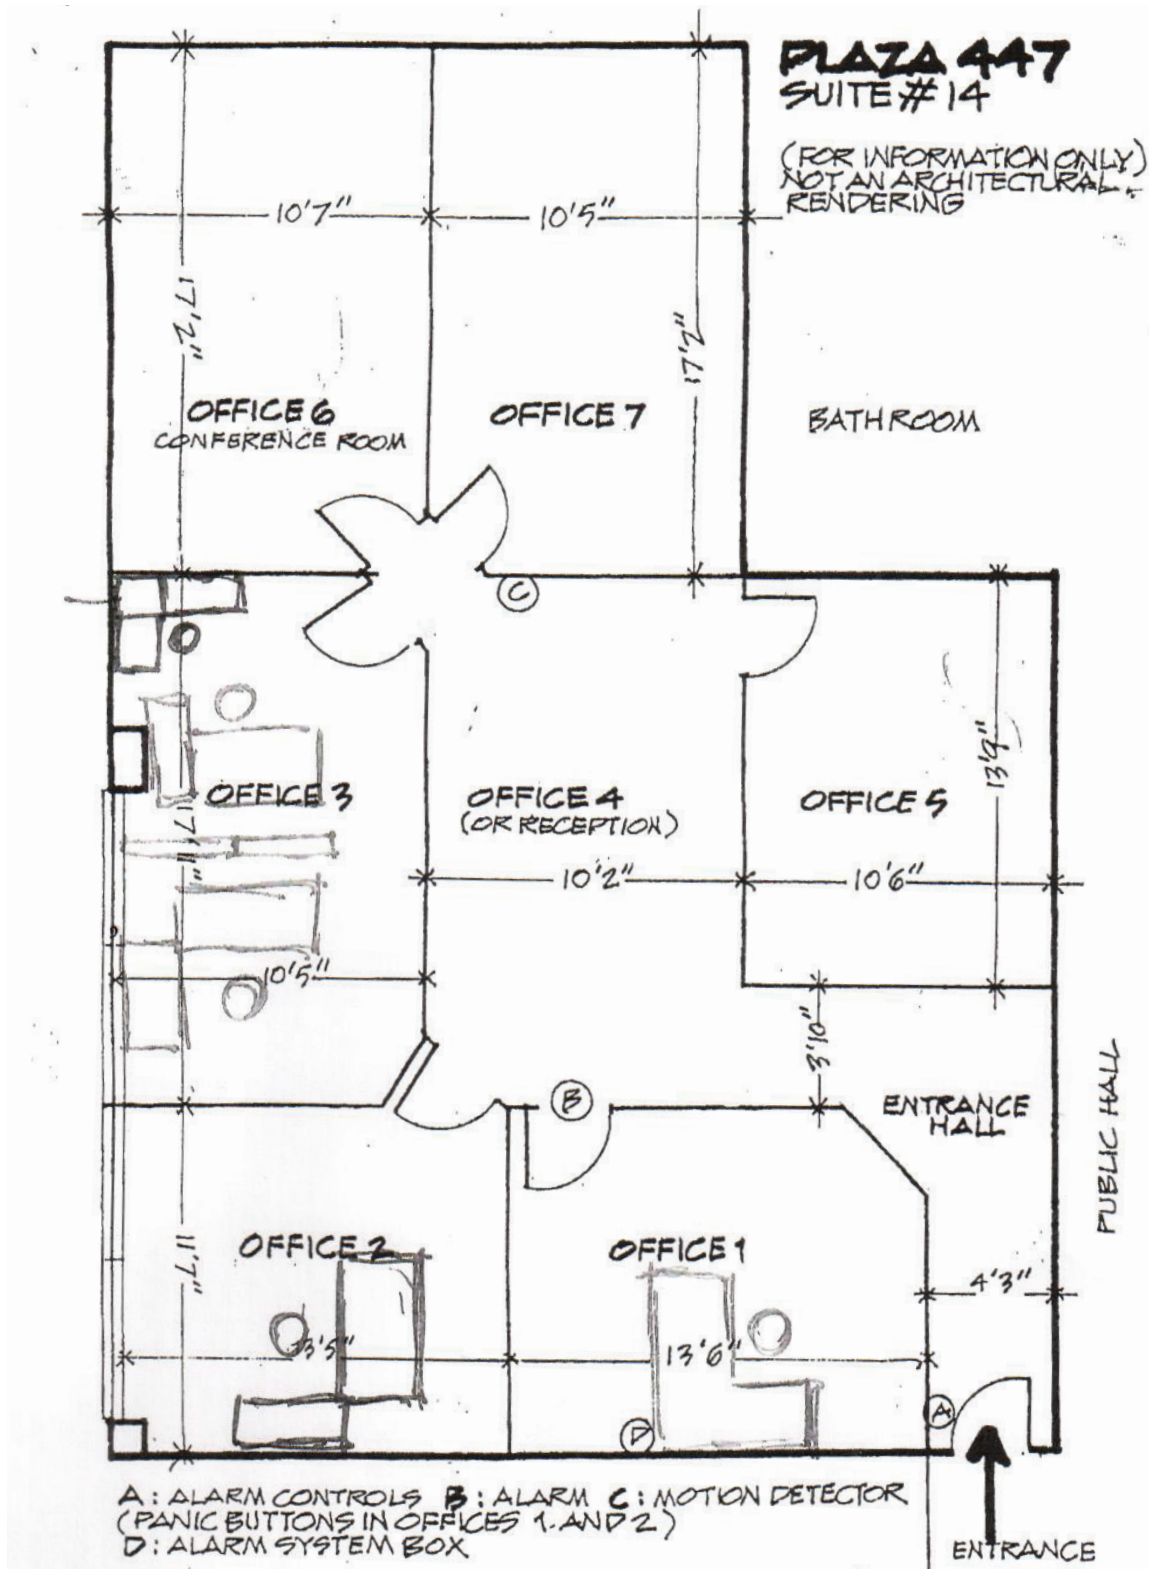 PLAZA 447
SUITE # 14
(FOR INFORMATION ONLY)
NOT AN ARCHITECTURAL
RENDERING
10'7"
10'5"
17'2"
17'2"
OFFICE 6
CONFERENCE ROOM
OFFICE 7
BATHROOM
C
OFFICE 3
17'11"
OFFICE 4
(OR RECEPTION)
OFFICE 5
13'9"
10'2"
10'6"
10'5"
3'10"
B
ENTRANCE
HALL
PUBLIC HALL
OFFICE 2
11'7"
OFFICE 1
4'3"
13'5"
13'6"
A
D
A: ALARM CONTROLS B: ALARM C: MOTION DETECTOR
(PANIC BUTTONS IN OFFICES 1. AND 2)
D: ALARM SYSTEM BOX
ENTRANCE